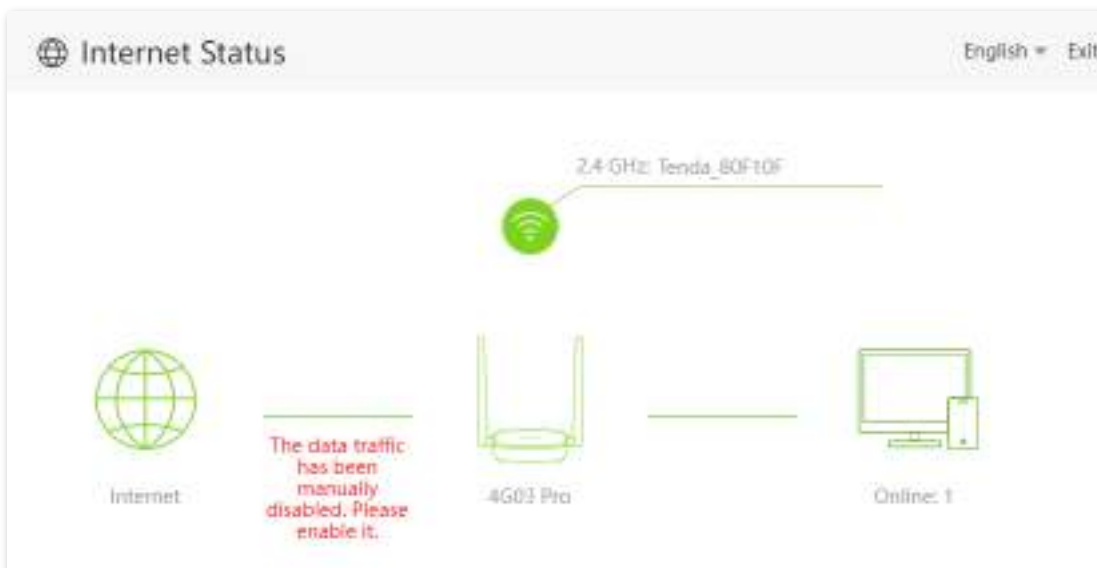 Internet Status
English Exit
2.4 GHz: Tenda_80F10F
The data traffic
has been
manually
disabled. Please
enable it.
Internet
4G03 Pro
Online: 1